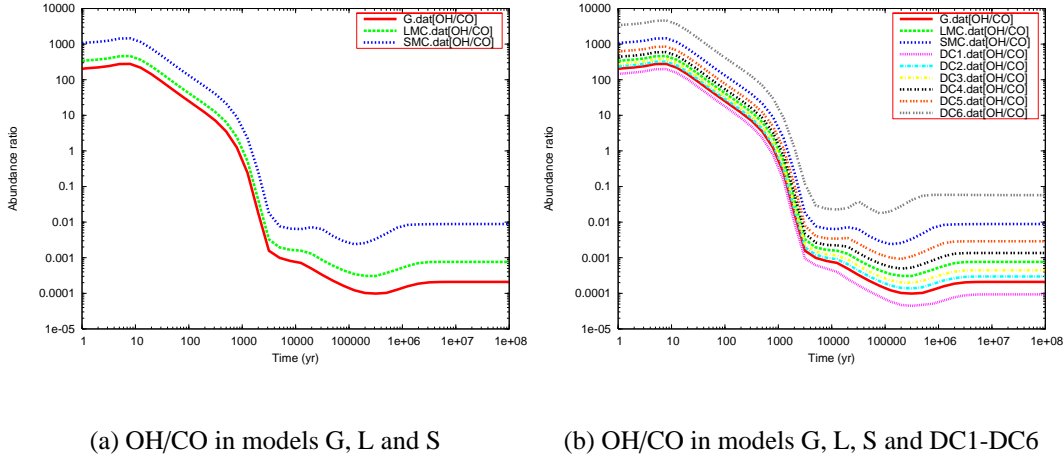 10000
1000
100
10
1
0.1
0.01
0.001
0.0001
1e-05
Abundance ratio
1 10 100 1000 10000 100000 1e+06 1e+07 1e+08
Time (yr)
G.dat[OH/CO]
LMC.dat[OH/CO]
SMC.dat[OH/CO]
(a) OH/CO in models G, L and S
10000
1000
100
10
1
0.1
0.01
0.001
0.0001
1e-05
Abundance ratio
1 10 100 1000 10000 100000 1e+06 1e+07 1e+08
Time (yr)
G.dat[OH/CO]
LMC.dat[OH/CO]
SMC.dat[OH/CO]
DC1.dat[OH/CO]
DC2.dat[OH/CO]
DC3.dat[OH/CO]
DC4.dat[OH/CO]
DC5.dat[OH/CO]
DC6.dat[OH/CO]
(b) OH/CO in models G, L, S and DC1-DC6